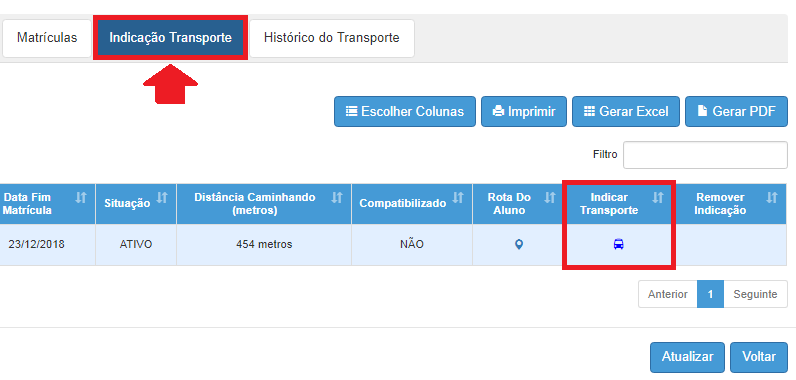 Matrículas Indicação Transporte Histórico do Transporte
Escolher Colunas Imprimir Gerar Excel Gerar PDF
Filtro
Data Fim Matrícula Situação Distância Caminhando (metros) Compatibilizado Rota Do Aluno Indicar Transporte Remover Indicação
23/12/2018 ATIVO 454 metros NÃO
Anterior 1 Seguinte
Atualizar Voltar